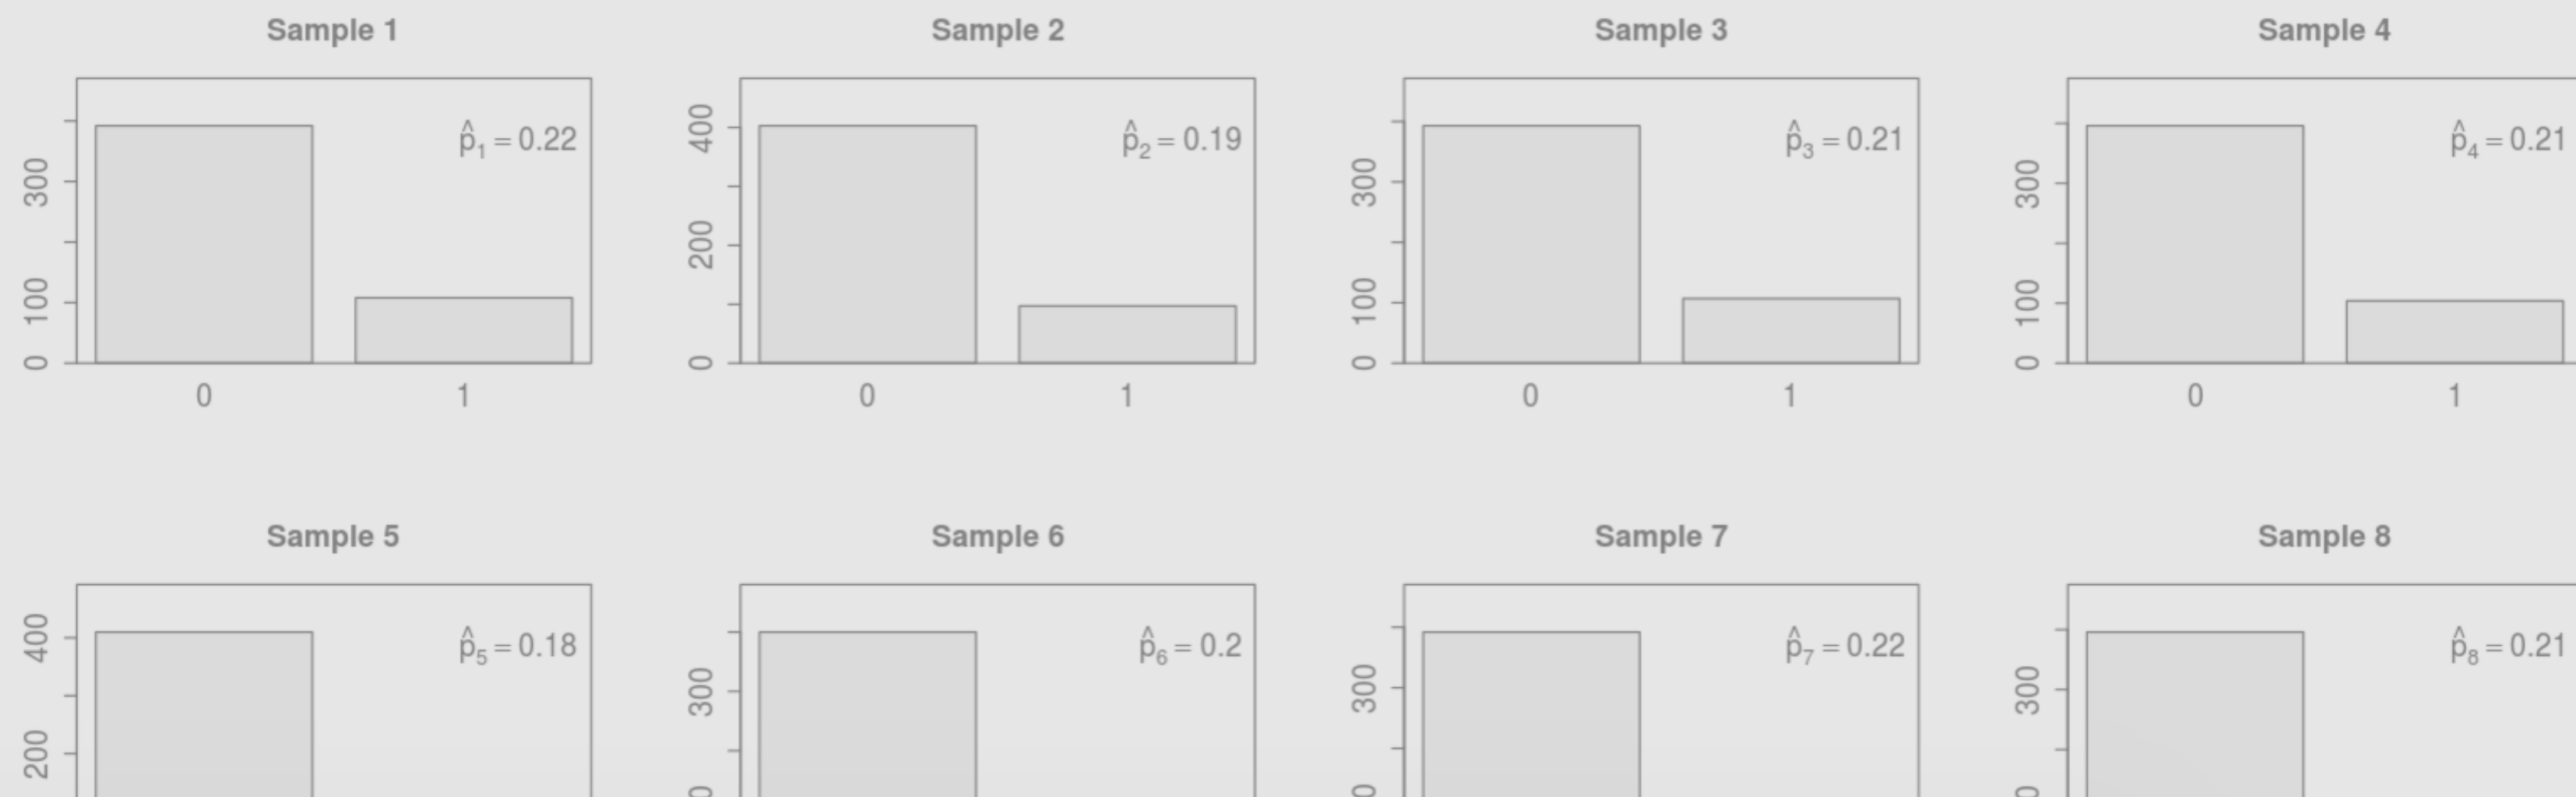 Sample 1
Sample 2
Sample 3
Sample 4
p̂₁ = 0.22
300
100
0
0 1
p̂₂ = 0.19
400
200
0
0 1
p̂₃ = 0.21
300
100
0
0 1
p̂₄ = 0.21
300
100
0
0 1
Sample 5
Sample 6
Sample 7
Sample 8
p̂₅ = 0.18
400
200
p̂₆ = 0.2
300
p̂₇ = 0.22
300
p̂₈ = 0.21
300